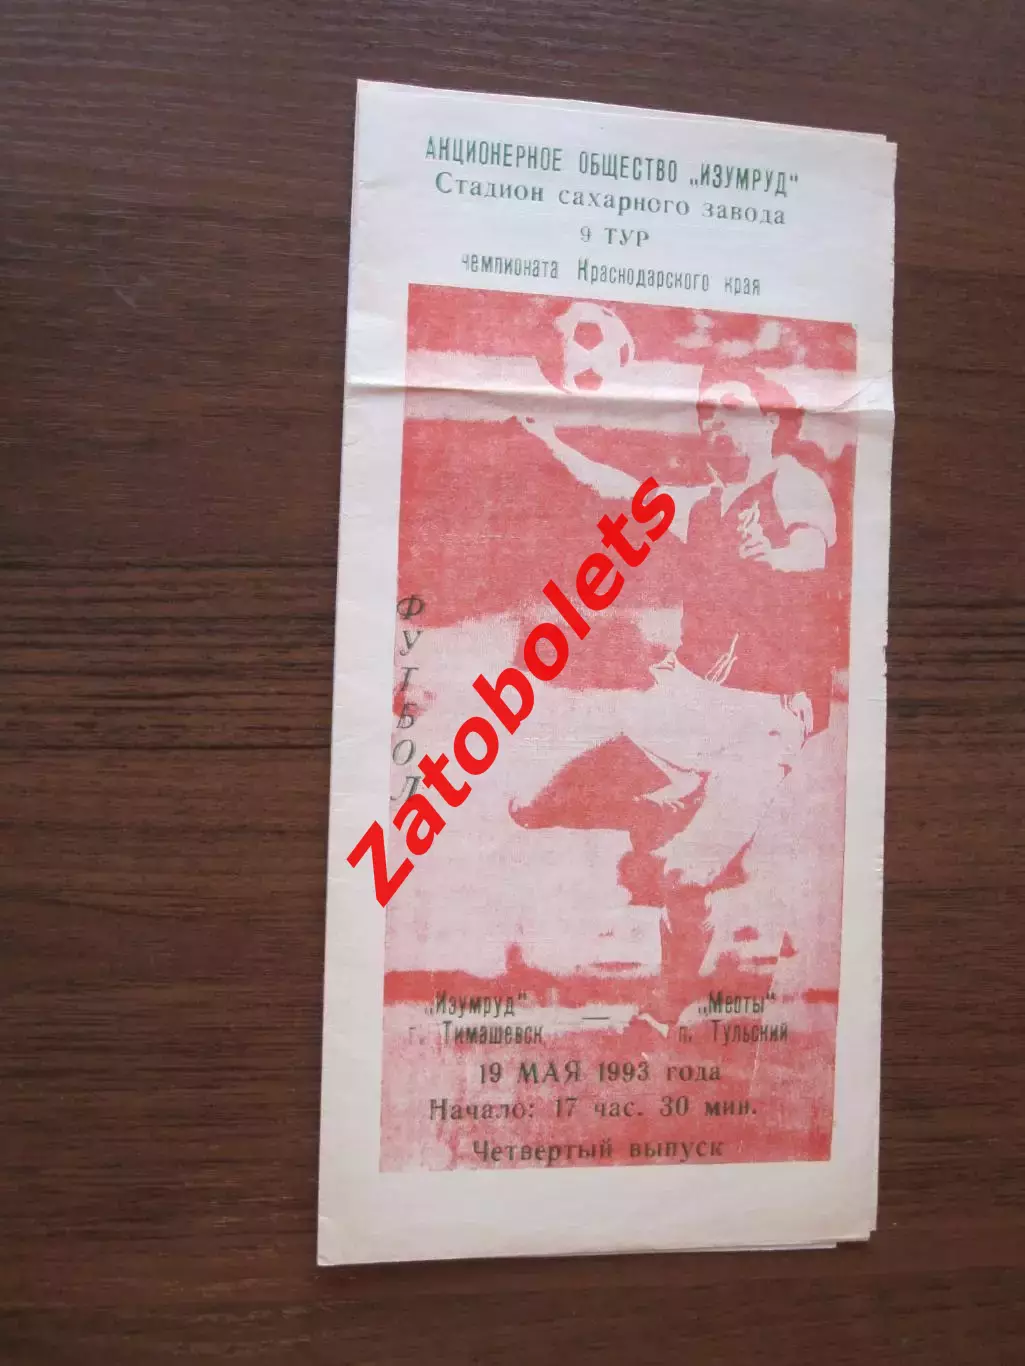 АКЦИОНЕРНОЕ ОБЩЕСТВО „ИЗУМРУД"
Стадион сахарного завода
9 ТУР
чемпионата Краснодарского края
ФУТБОЛ
Zatobolets
„Изумруд" — „Меоты"
г. Тимашевск п. Тульский
19 МАЯ 1993 года
Начало: 17 час. 30 мин.
Четвертый выпуск